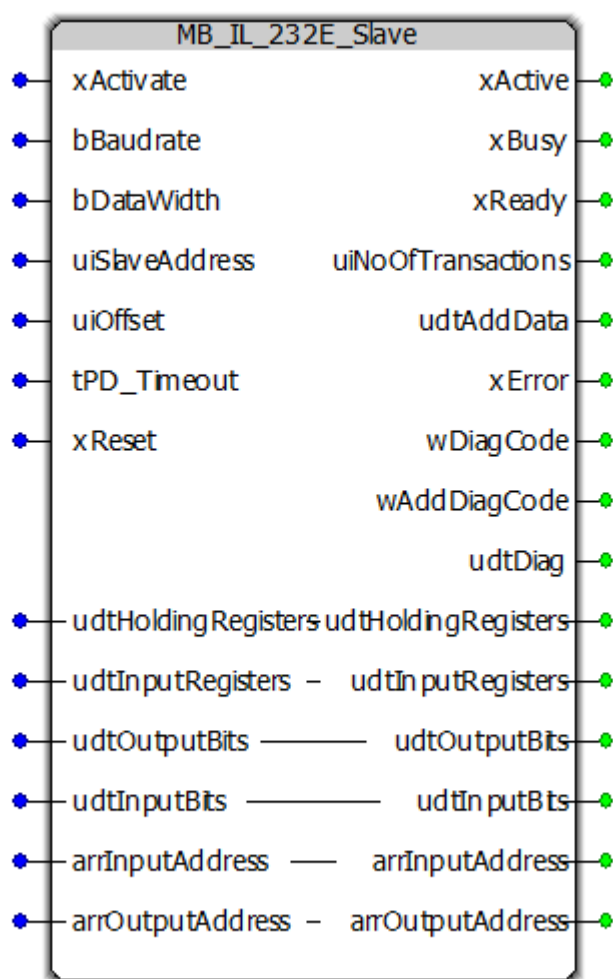 MB_IL_232E_Slave
xActivate xActive
bBaudrate xBusy
bDataWidth xReady
uiSlaveAddress uiNoOfTransactions
uiOffset udtAddData
tPD_Timeout xError
xReset wDiagCode
wAddDiagCode
udtDiag
udtHoldingRegisters udtHoldingRegisters
udtInputRegisters udtInputRegisters
udtOutputBits udtOutputBits
udtInputBits udtInputBits
arrInputAddress arrInputAddress
arrOutputAddress arrOutputAddress